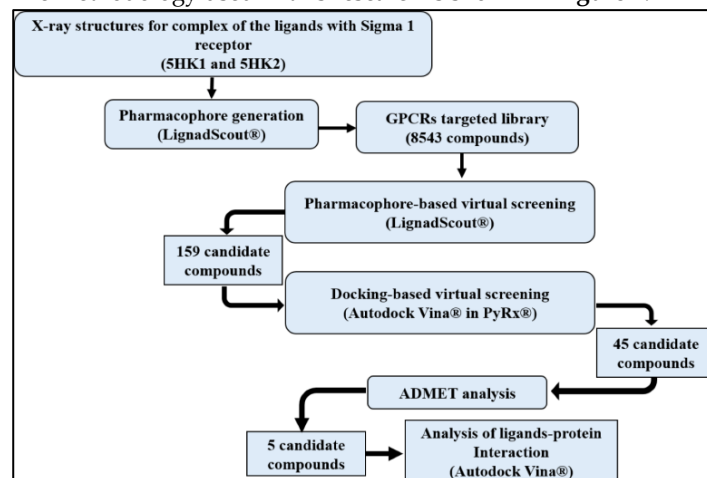 X-ray structures for complex of the ligands with Sigma 1
receptor
(5HK1 and 5HK2)
Pharmacophore generation
(LignadScout®)
GPCRs targeted library
(8543 compounds)
Pharmacophore-based virtual screening
(LignadScout®)
159 candidate
compounds
Docking-based virtual screening
(Autodock Vina® in PyRx®)
45 candidate
compounds
ADMET analysis
5 candidate
compounds
Analysis of ligands-protein
Interaction
(Autodock Vina®)